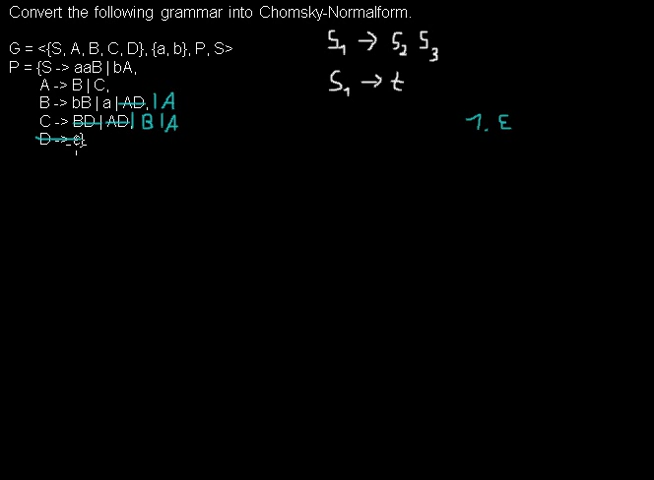 Convert the following grammar into Chomsky-Normalform.
G = <{S, A, B, C, D}, {a, b}, P, S>
S₁ → S₂ S₃
P = {S -> aaB | bA,
A -> B | C,
S₁ → t
B -> bB | a | AD, | A
C -> BD | AD, | B | A
1. ε
D -> ε}